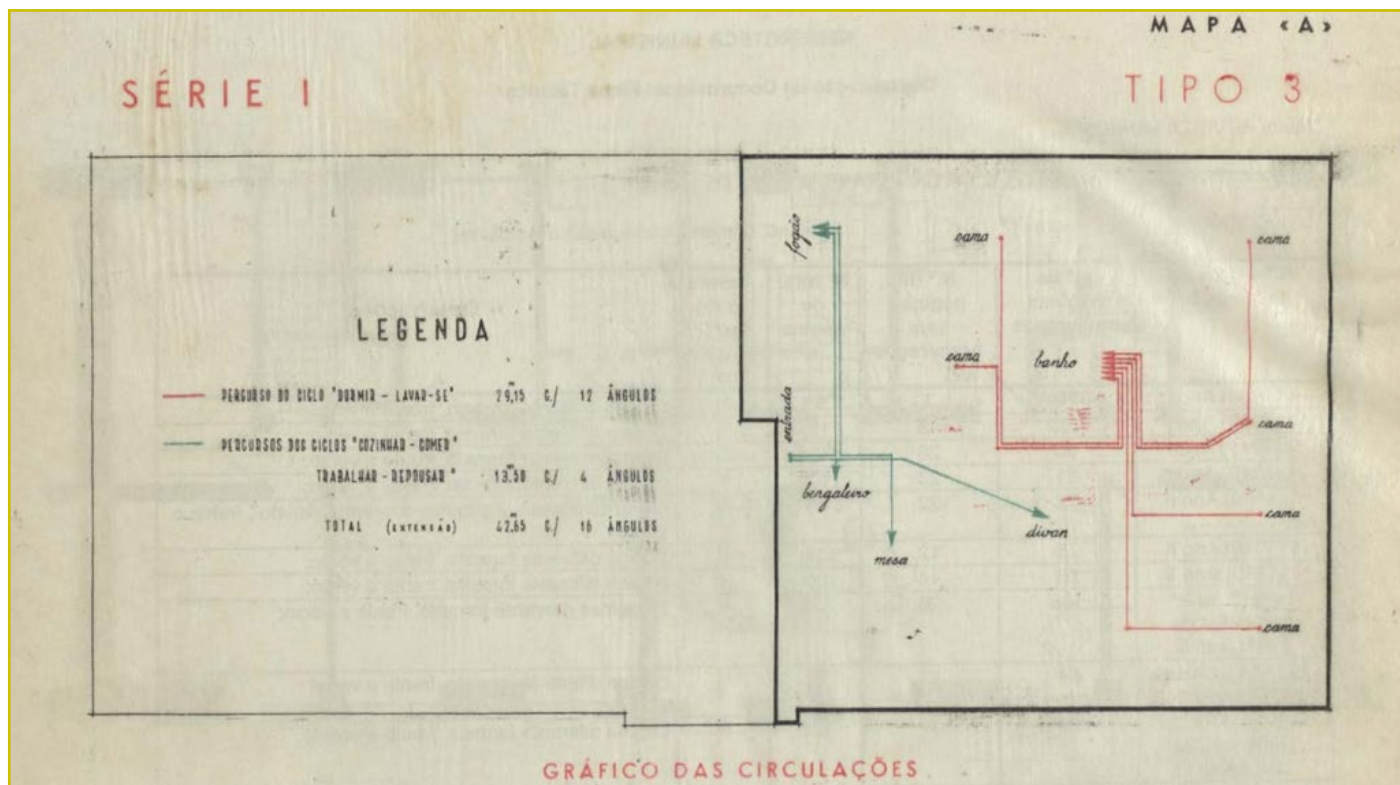 MAPA «A»
SÉRIE I
TIPO 3
LEGENDA
PERCURSO DO CICLO "DORMIR - LAVAR-SE" 29,15 m C/ 12 ÂNGULOS
PERCURSOS DOS CICLOS "COZINHAR - COMER"
TRABALHAR - REPOUSAR" 13.50 m C/ 4 ÂNGULOS
TOTAL (EXTENSÃO) 42,65 C/ 16 ÂNGULOS
fogão
cama
cama
cama
banho
entrada
cama
bengaleiro
divan
cama
mesa
cama
GRÁFICO DAS CIRCULAÇÕES